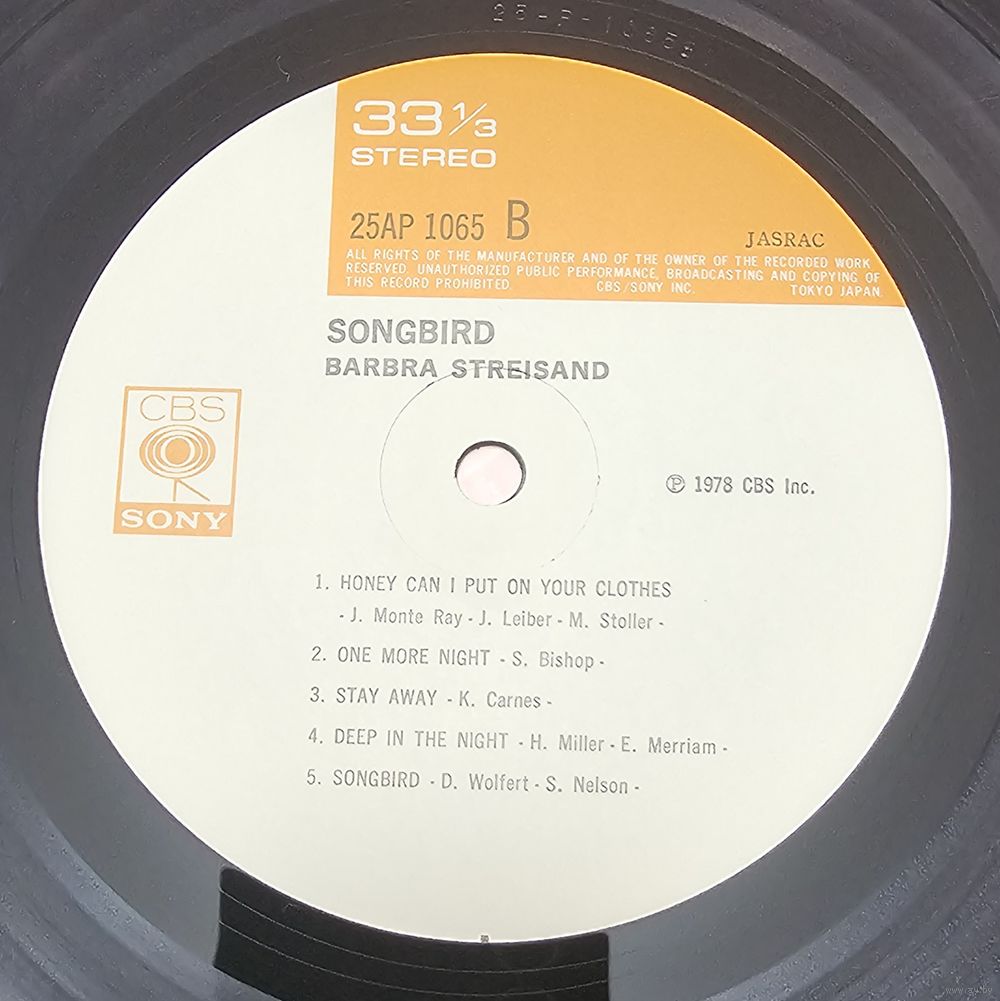 33 1/3
STEREO
25AP 1065 B
JASRAC
ALL RIGHTS OF THE MANUFACTURER AND OF THE OWNER OF THE RECORDED WORK
RESERVED. UNAUTHORIZED PUBLIC PERFORMANCE, BROADCASTING AND COPYING OF
THIS RECORD PROHIBITED. CBS/SONY INC. TOKYO JAPAN.
SONGBIRD
BARBRA STREISAND
CBS
SONY
℗ 1978 CBS Inc.
1. HONEY CAN I PUT ON YOUR CLOTHES
- J. Monte Ray - J. Leiber - M. Stoller -
2. ONE MORE NIGHT - S. Bishop -
3. STAY AWAY - K. Carnes -
4. DEEP IN THE NIGHT - H. Miller - E. Merriam -
5. SONGBIRD - D. Wolfert - S. Nelson -